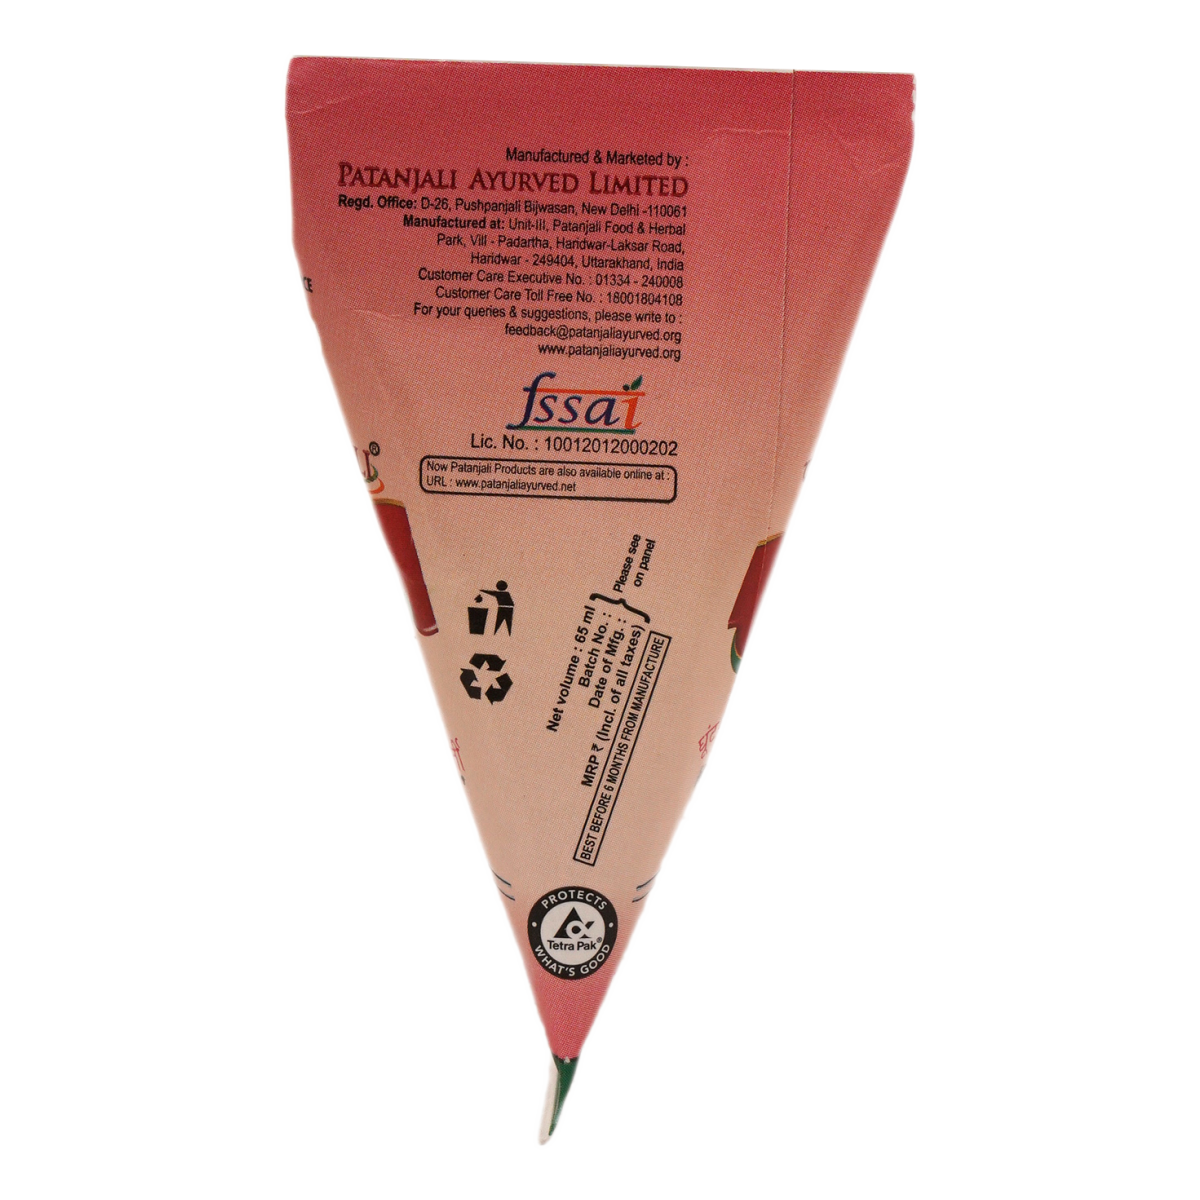 Manufactured & Marketed by :
PATANJALI AYURVED LIMITED
Regd. Office: D-26, Pushpanjali Bijwasan, New Delhi -110061
Manufactured at: Unit-III, Patanjali Food & Herbal
Park, Vill - Padartha, Haridwar-Laksar Road,
Haridwar - 249404, Uttarakhand, India
Customer Care Executive No. : 01334 - 240008
Customer Care Toll Free No. : 18001804108
For your queries & suggestions, please write to :
feedback@patanjaliayurved.org
www.patanjaliayurved.org
fssai
Lic. No. : 10012012000202
Now Patanjali Products are also available online at :
URL : www.patanjaliayurved.net
Net volume : 65 ml
Batch No. :
Date of Mfg. :
Please see
on panel
MRP ₹ (Incl. of all taxes)
BEST BEFORE 6 MONTHS FROM MANUFACTURE
PROTECTS
Tetra Pak®
WHAT'S GOOD